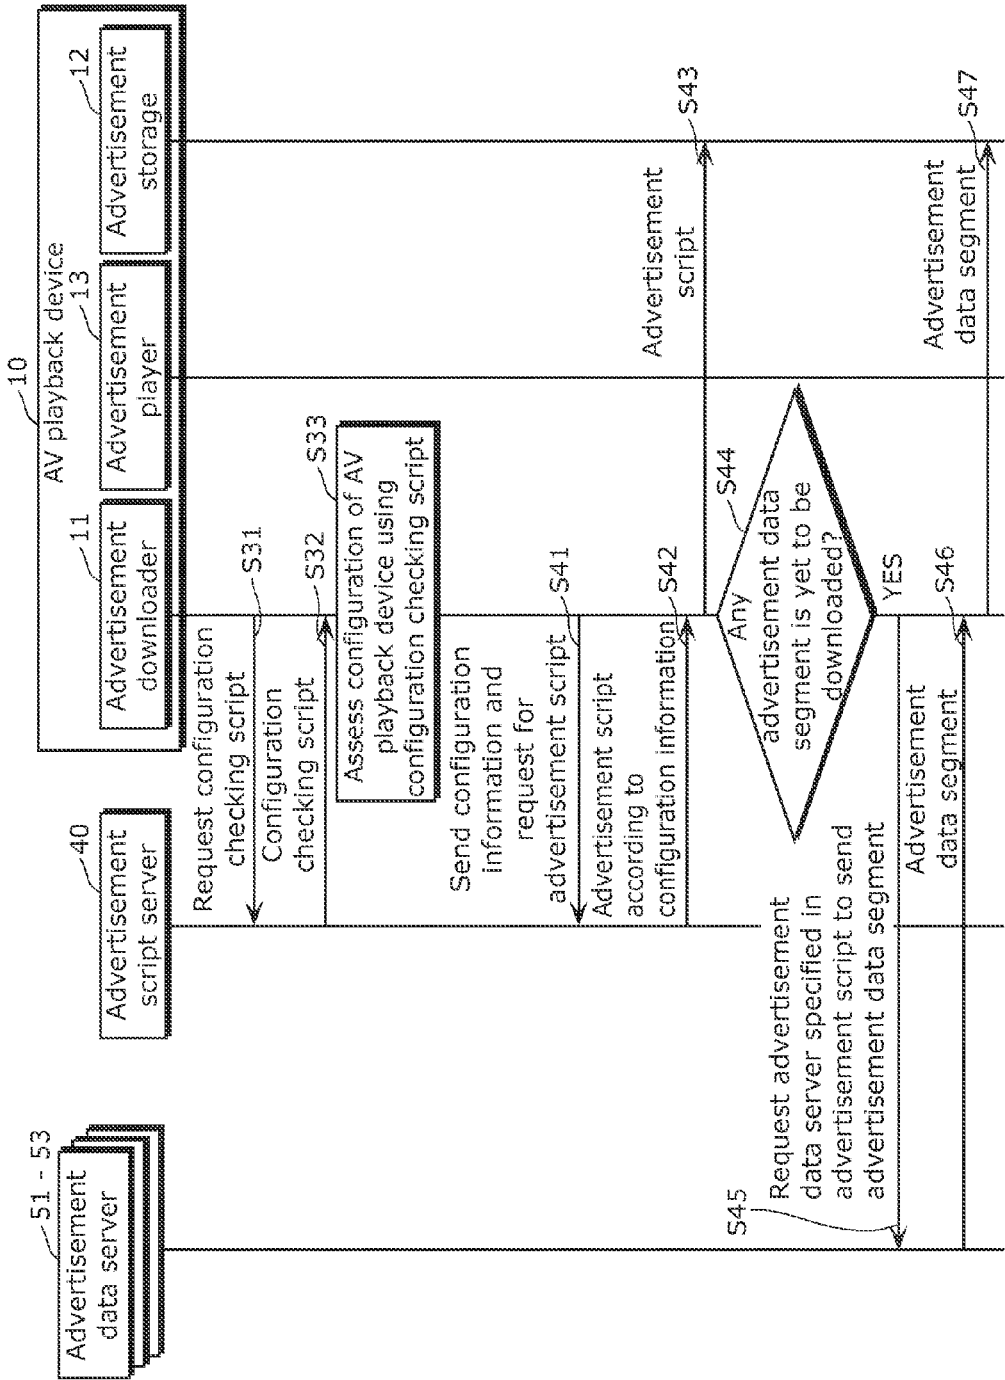 10
AV playback device
51 - 53
Advertisement
data server
40
Advertisement
script server
11
Advertisement
downloader
13
Advertisement
player
12
Advertisement
storage
Request configuration
checking script
S31
Configuration
checking script
S32
S33
Assess configuration of AV
playback device using
configuration checking script
Send configuration
information and
request for
advertisement script
S41
Advertisement script
according to
configuration information
S42
Advertisement
script
S43
S44
Any
advertisement data
segment is yet to be
downloaded?
YES
S45
Request advertisement
data server specified in
advertisement script to send
advertisement data segment
Advertisement
data segment
S46
Advertisement
data segment
S47